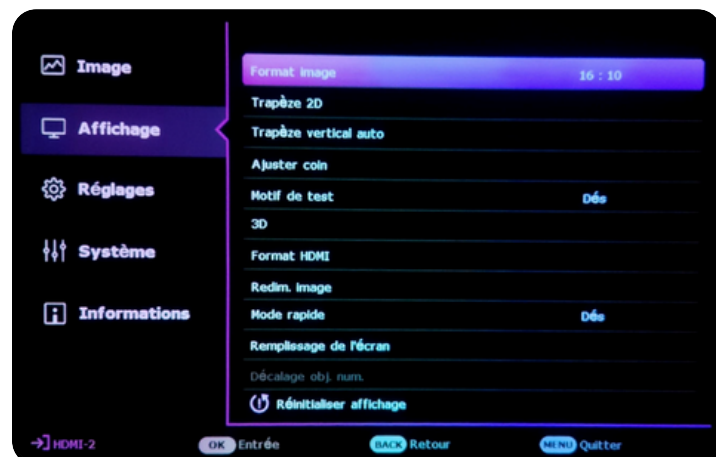 Image
Affichage
Réglages
Système
Informations
Format image 16 : 10
Trapèze 2D
Trapèze vertical auto
Ajuster coin
Motif de test Dés
3D
Format HDMI
Redim. image
Mode rapide Dés
Remplissage de l'écran
Décalage obj. num.
Réinitialiser affichage
HDMI-2 OK Entrée BACK Retour MENU Quitter